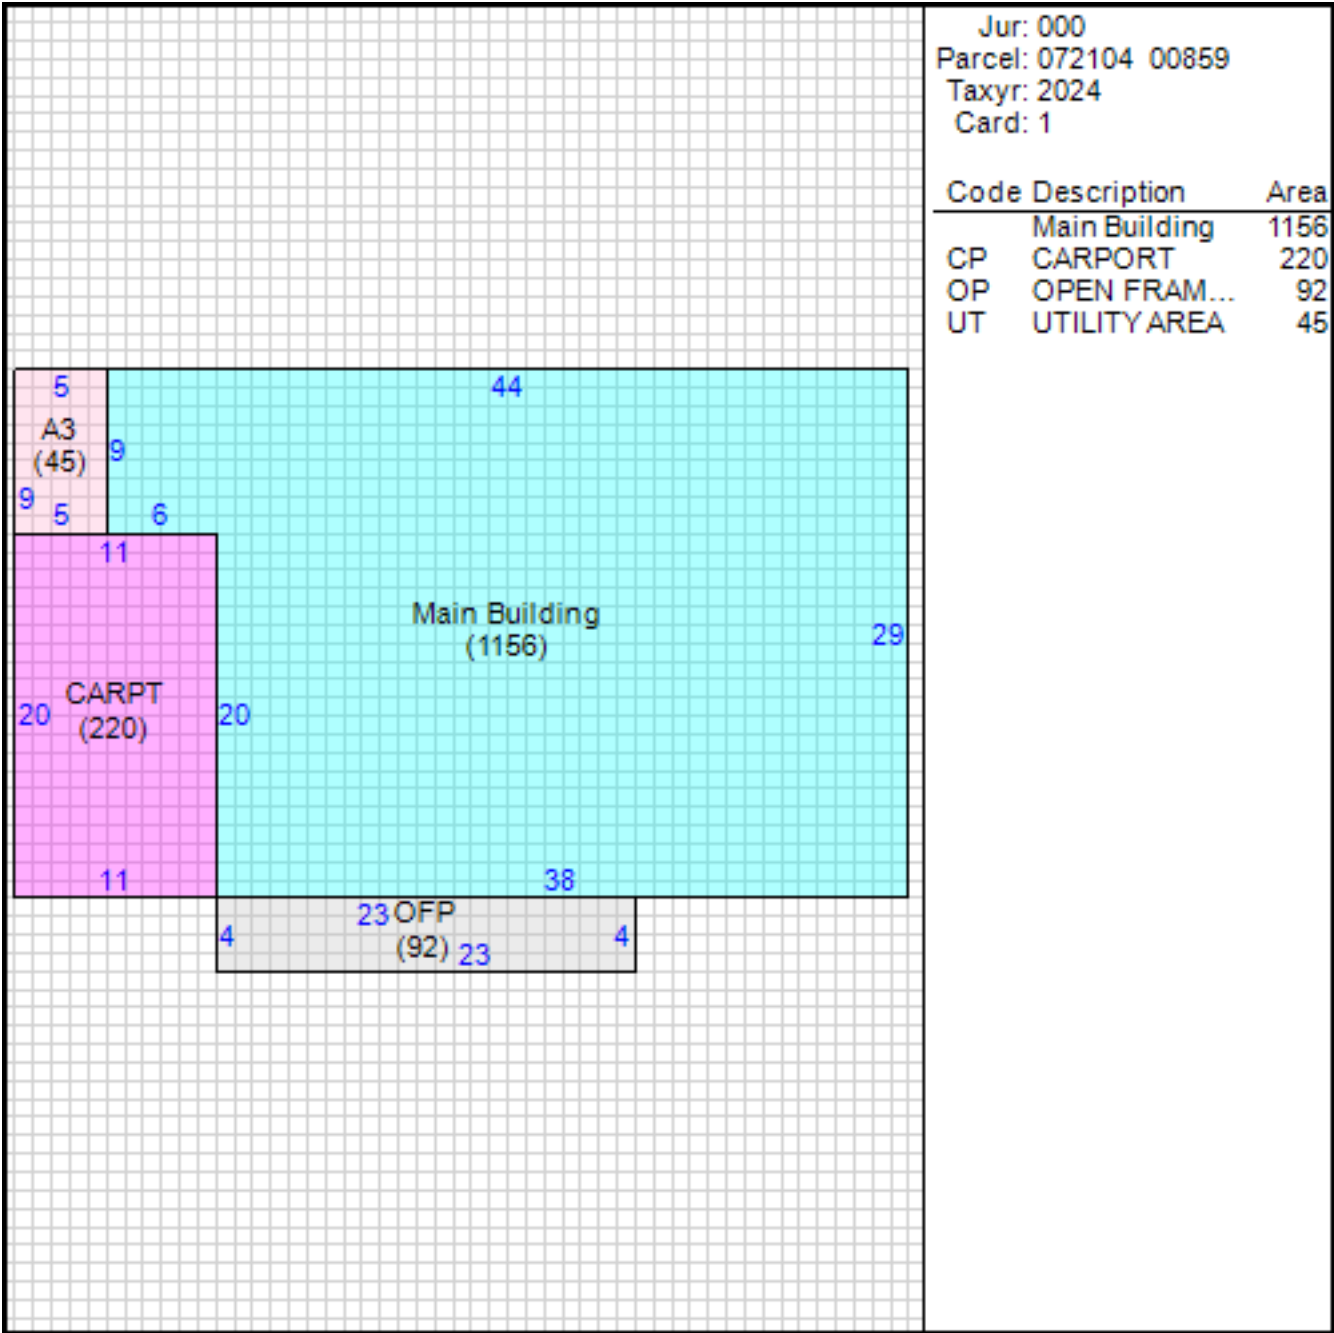 Jur: 000
Parcel: 072104 00859
Taxyr: 2024
Card: 1
Code Description Area
Main Building 1156
CP CARPORT 220
OP OPEN FRAM... 92
UT UTILITY AREA 45
5
44
A3
(45)
9
9
5
6
11
Main Building
(1156)
29
CARPT
(220)
20
20
11
38
23
OFP
(92)
4
4
23